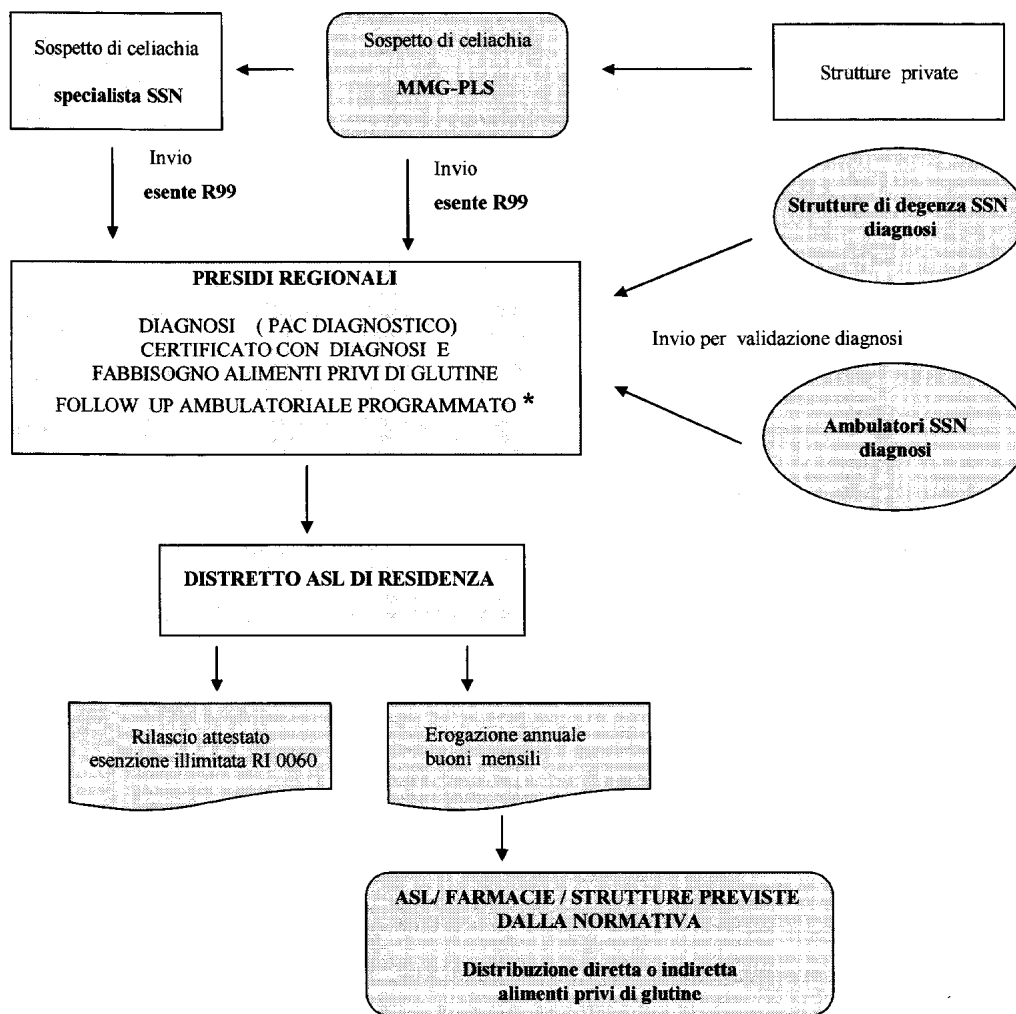 Sospetto di celiachia
specialista SSN
Sospetto di celiachia
MMG-PLS
Strutture private
Invio
esente R99
Invio
esente R99
Strutture di degenza SSN
diagnosi
PRESIDI REGIONALI
DIAGNOSI ( PAC DIAGNOSTICO)
CERTIFICATO CON DIAGNOSI E
FABBISOGNO ALIMENTI PRIVI DI GLUTINE
FOLLOW UP AMBULATORIALE PROGRAMMATO *
Invio per validazione diagnosi
Ambulatori SSN
diagnosi
DISTRETTO ASL DI RESIDENZA
Rilascio attestato
esenzione illimitata RI 0060
Erogazione annuale
buoni mensili
ASL/ FARMACIE / STRUTTURE PREVISTE
DALLA NORMATIVA
Distribuzione diretta o indiretta
alimenti privi di glutine